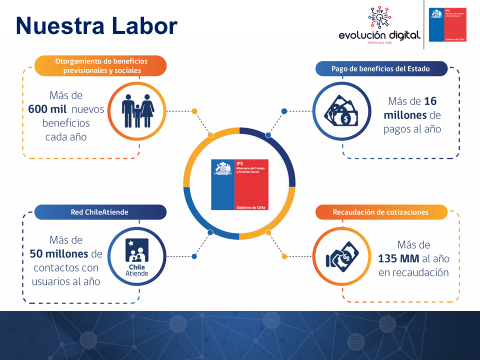 Nuestra Labor
evolución digital
IPS
Gobierno de Chile
Otorgamiento de beneficios
previsionales y sociales
Más de
600 mil nuevos
beneficios
cada año
Pago de beneficios del Estado
Más de 16
millones de
pagos al año
IPS
Ministerio del Trabajo
y Previsión Social
Gobierno de Chile
Red ChileAtiende
Más de
50 millones de
contactos con
usuarios al año
Chile
Atiende
Recaudación de cotizaciones
Más de
135 MM al año
en recaudación